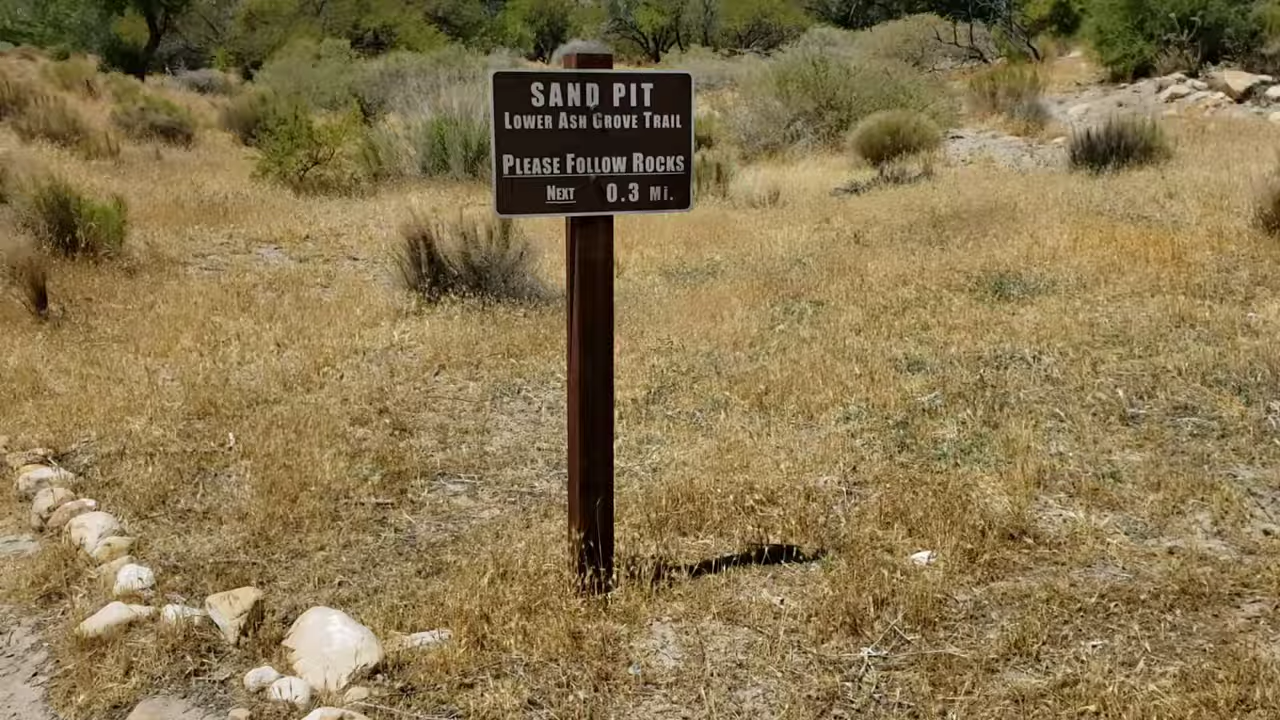 SAND PIT
LOWER ASH GROVE TRAIL
PLEASE FOLLOW ROCKS
NEXT 0.3 MI.